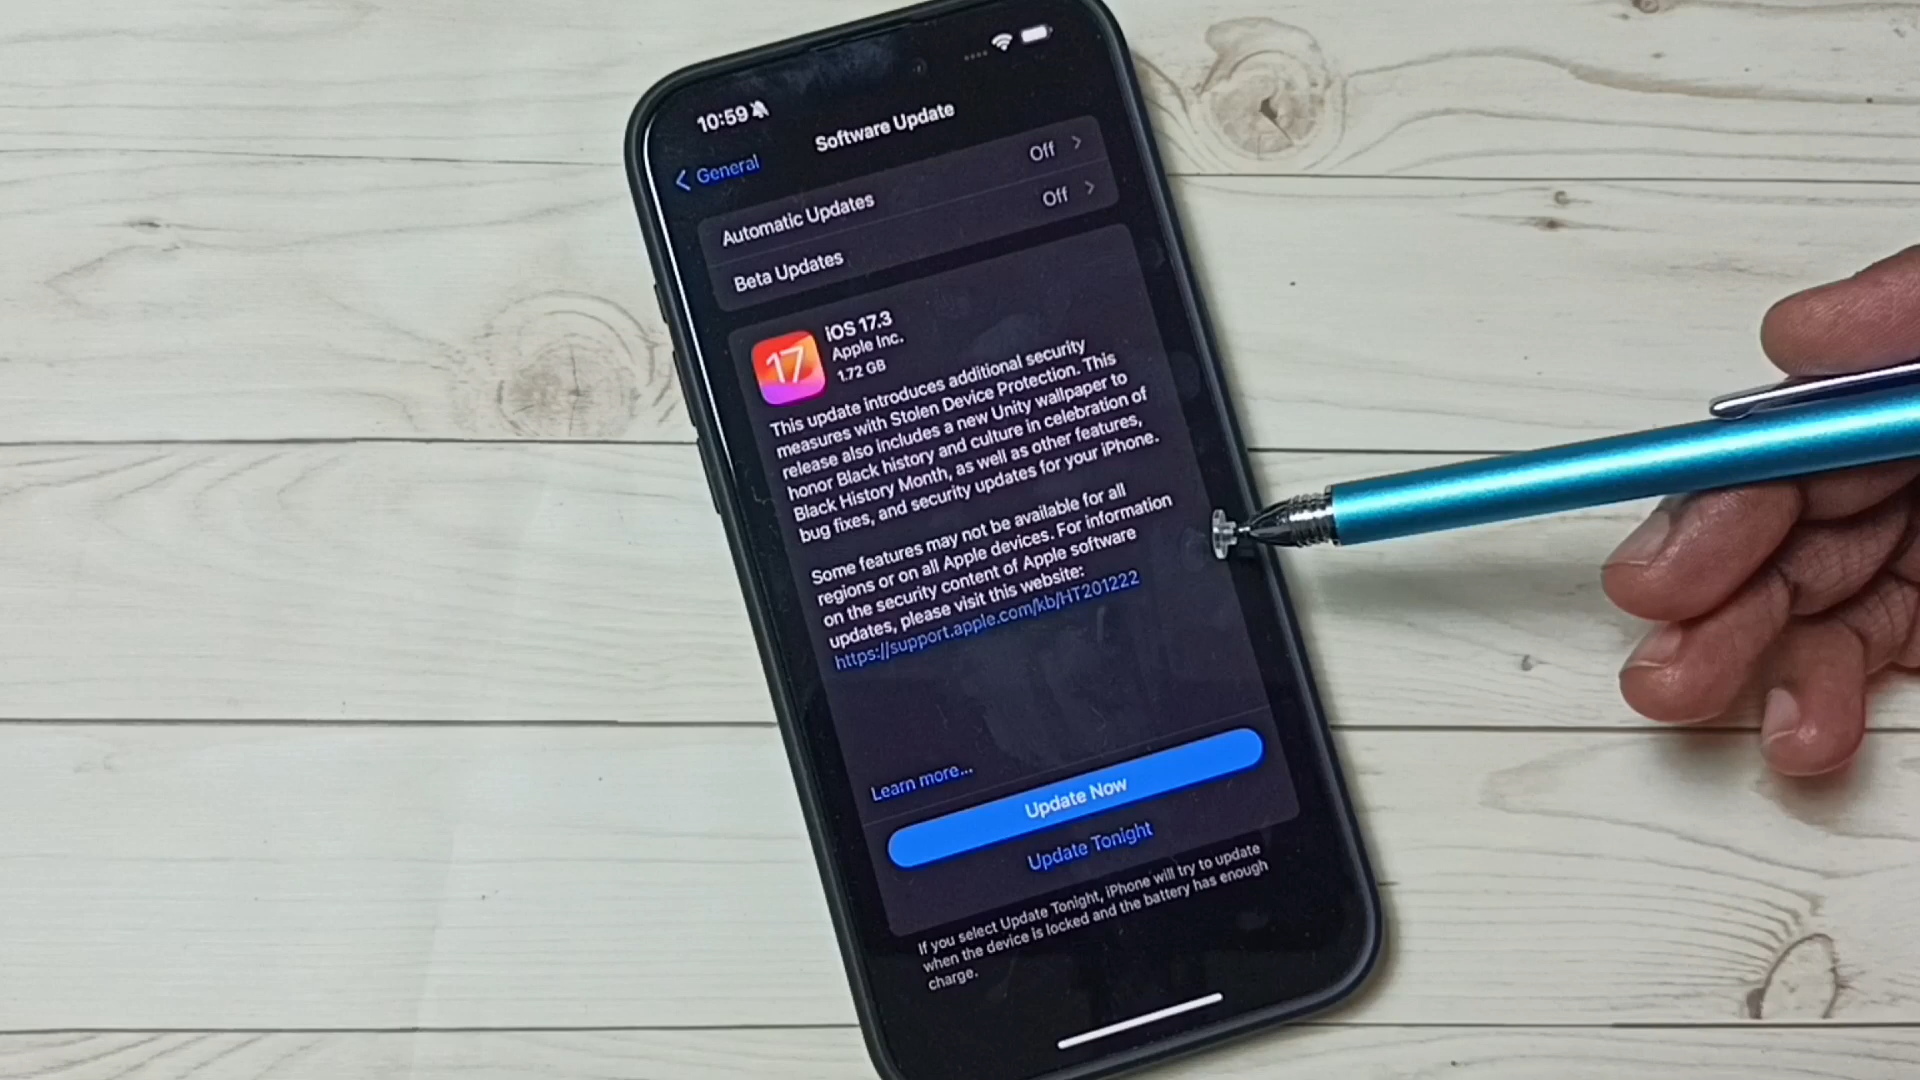 10:59
General
Software Update
Automatic Updates Off
Beta Updates Off
17
iOS 17.3
Apple Inc.
1.72 GB
This update introduces additional security
measures with Stolen Device Protection. This
release also includes a new Unity wallpaper to
honor Black history and culture in celebration of
Black History Month, as well as other features,
bug fixes, and security updates for your iPhone.
Some features may not be available for all
regions or on all Apple devices. For information
on the security content of Apple software
updates, please visit this website:
https://support.apple.com/kb/HT201222
Learn more...
Update Now
Update Tonight
If you select Update Tonight, iPhone will try to update
when the device is locked and the battery has enough
charge.